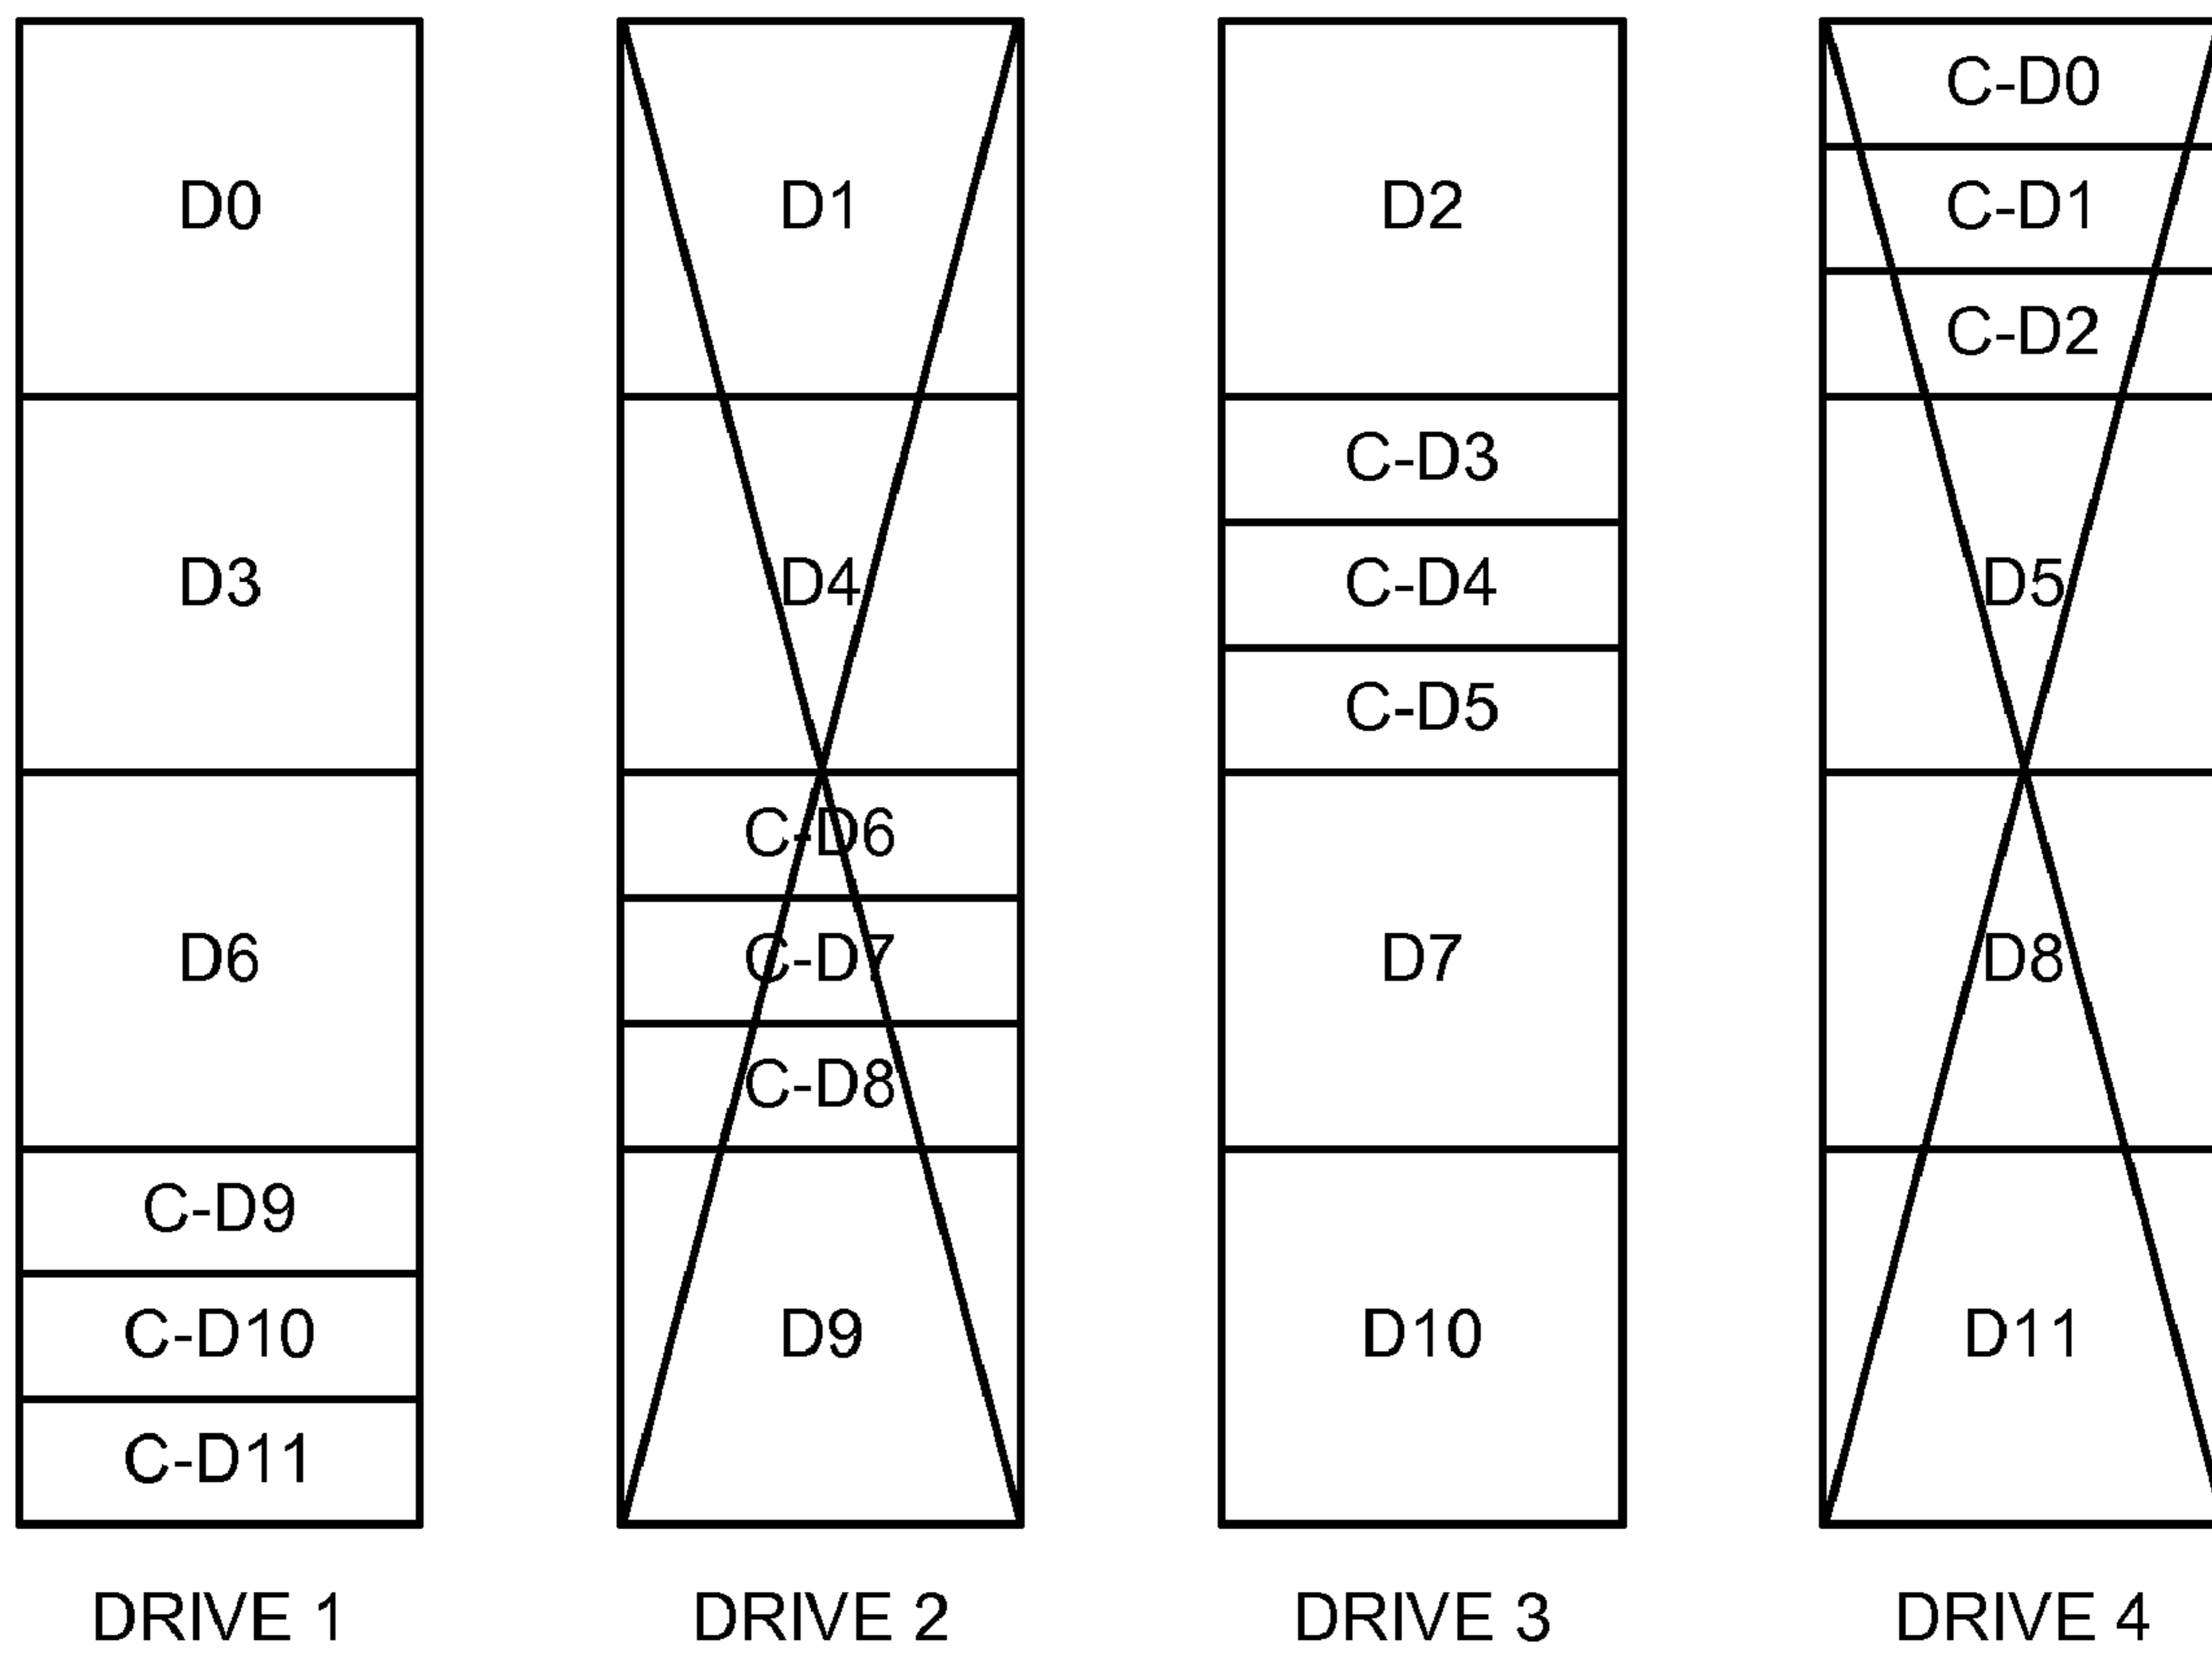 D0
D3
D6
C-D9
C-D10
C-D11
DRIVE 1
D1
D4
C-D6
C-D7
C-D8
D9
DRIVE 2
D2
C-D3
C-D4
C-D5
D7
D10
DRIVE 3
C-D0
C-D1
C-D2
D5
D8
D11
DRIVE 4